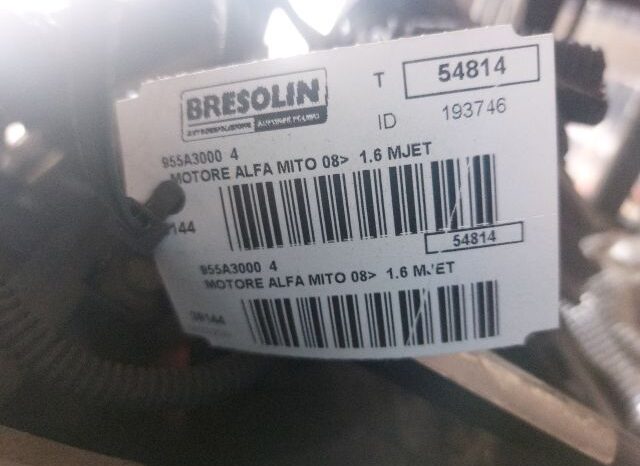 BRESOLIN
T 54814
ID 193746
955A3000 4
MOTORE ALFA MITO 08> 1.6 MJET
144
54814
955A3000 4
MOTORE ALFA MITO 08> 1.6 MJET
38144